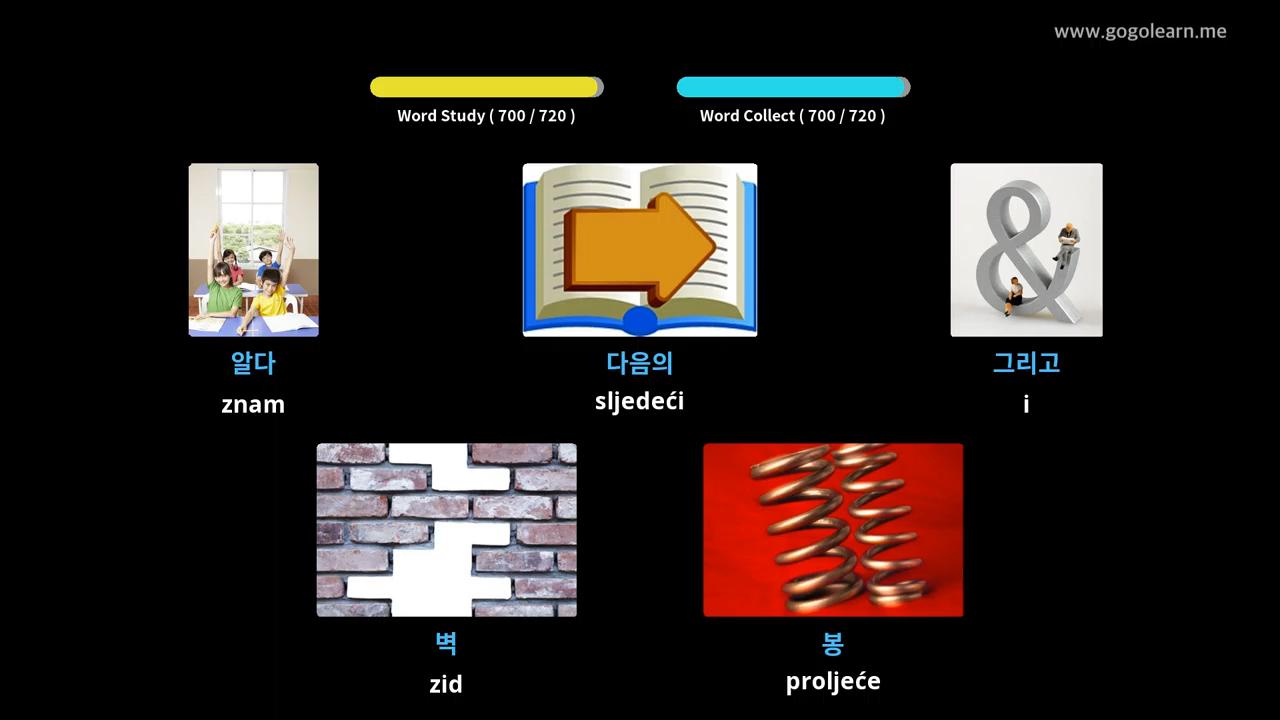 www.gogolearn.me
Word Study ( 700 / 720 )
Word Collect ( 700 / 720 )
알다
znam
다음의
sljedeći
그리고
i
벽
zid
봉
proljeće